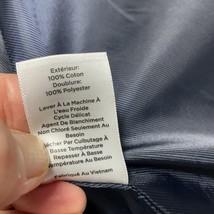 Extérieur:
100% Coton
Doublure:
100% Polyester
Laver À La Machine À
L'eau Froide
Cycle Délicat
Agent De Blanchiment
Non Chloré Seulement Au
Besoin
Sécher Par Culbutage À
Basse Température
Repasser À Basse
Température Au Besoin
Fabriqué Au Vietnam